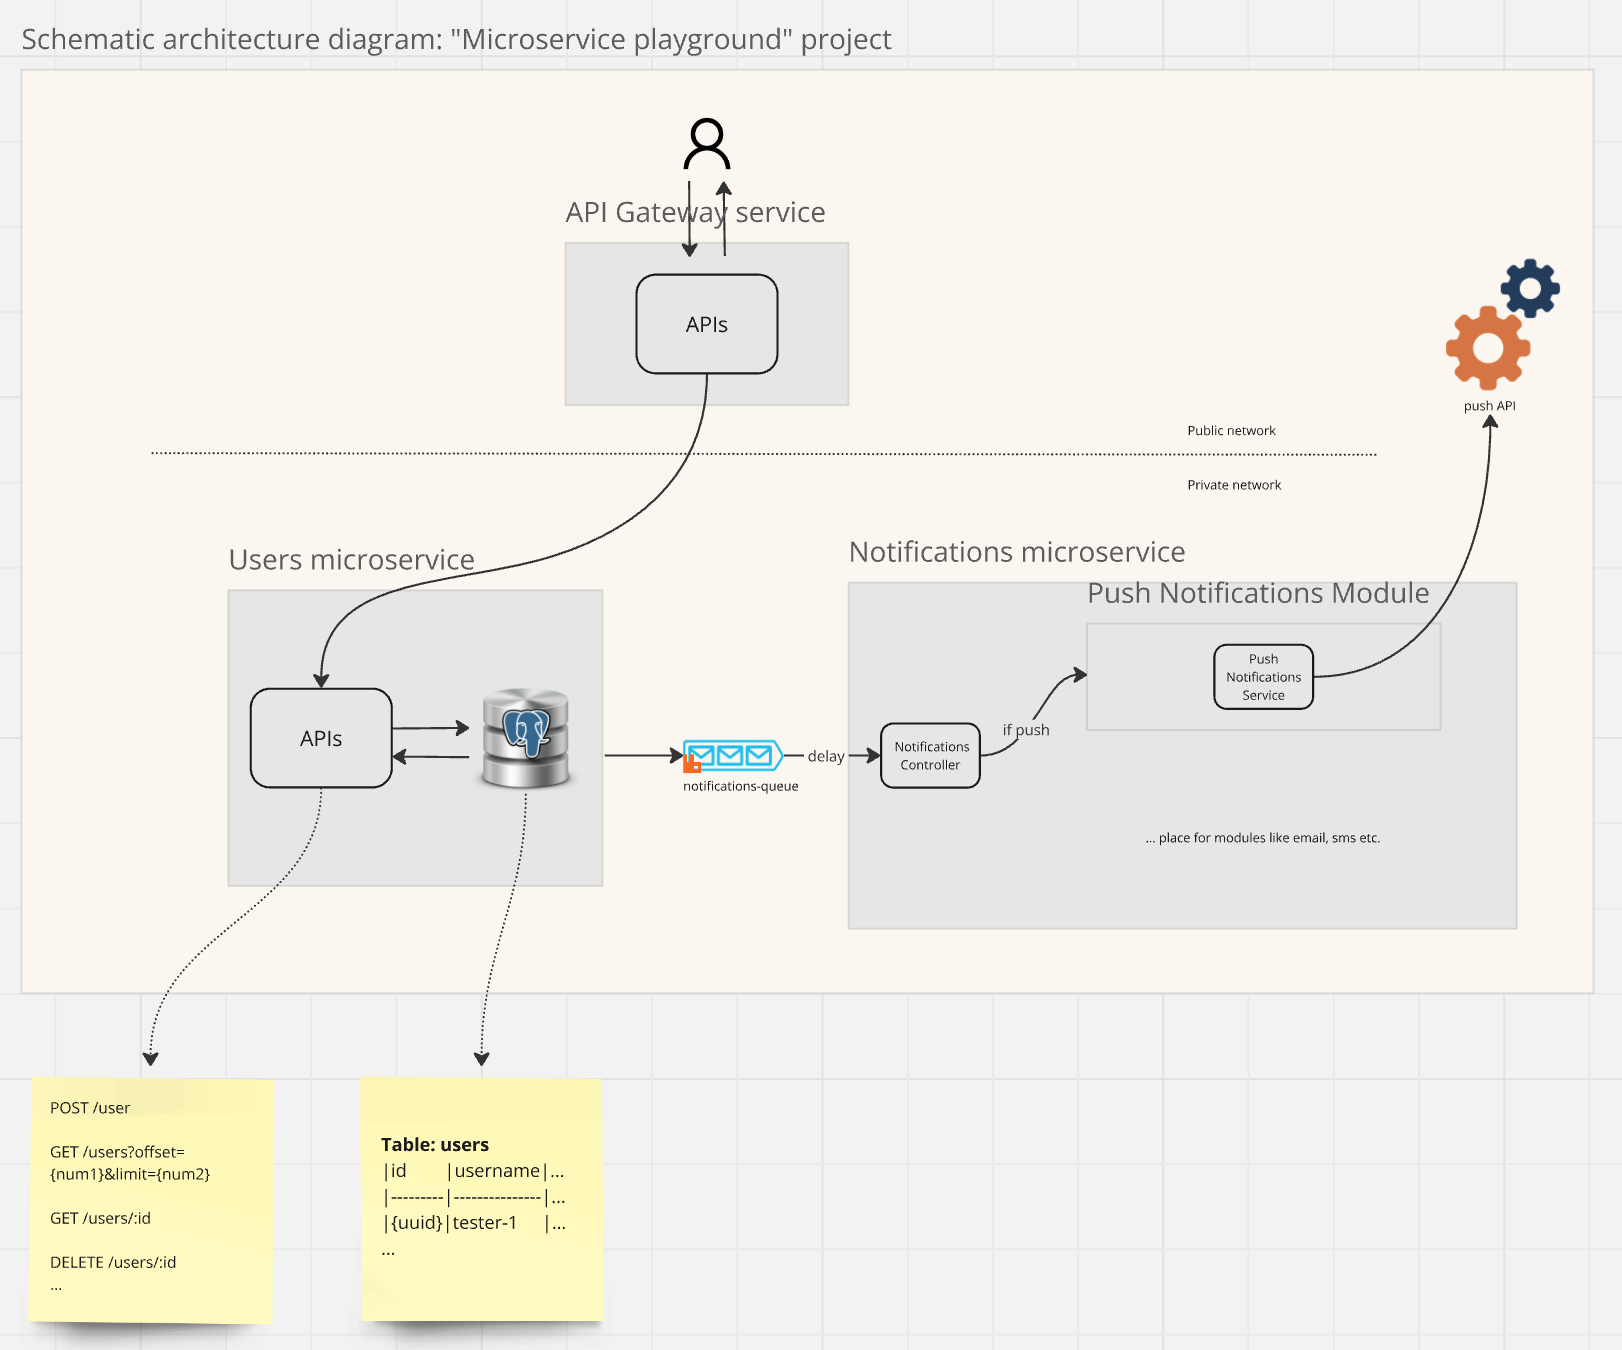 Schematic architecture diagram: "Microservice playground" project
API Gateway service
APIs
push API
Public network
Private network
Users microservice
APIs
notifications-queue
delay
Notifications microservice
Push Notifications Module
Push
Notifications
Service
if push
Notifications
Controller
... place for modules like email, sms etc.
POST /user
GET /users?offset=
{num1}&limit={num2}
GET /users/:id
DELETE /users/:id
...
Table: users
|id |username|...
|---------|---------------|...
|{uuid}|tester-1 |...
...